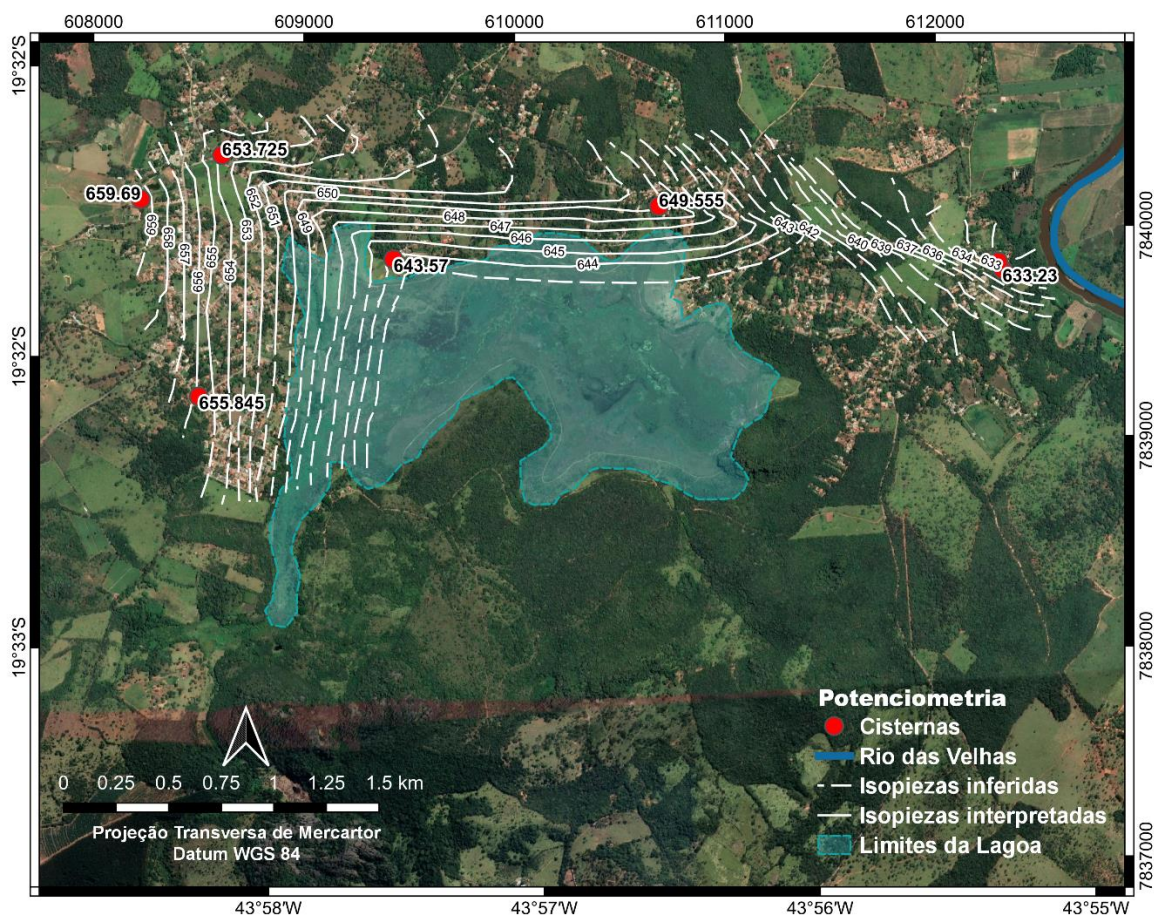 608000 609000 610000 611000 612000
19°32'S
653.725
659.69
649.555
643.57
633.23
655.845
659
658
657
656
655
654
653
652
651
649
650
648
647
646
645
644
643
642
640
639
637
636
634
633
7840000
19°32'S
7839000
19°33'S
7838000
7837000
Potenciometria
Cisternas
Rio das Velhas
Isopiezas inferidas
Isopiezas interpretadas
Limites da Lagoa
0 0.25 0.5 0.75 1 1.25 1.5 km
Projeção Transversa de Mercartor
Datum WGS 84
43°58'W 43°57'W 43°56'W 43°55'W